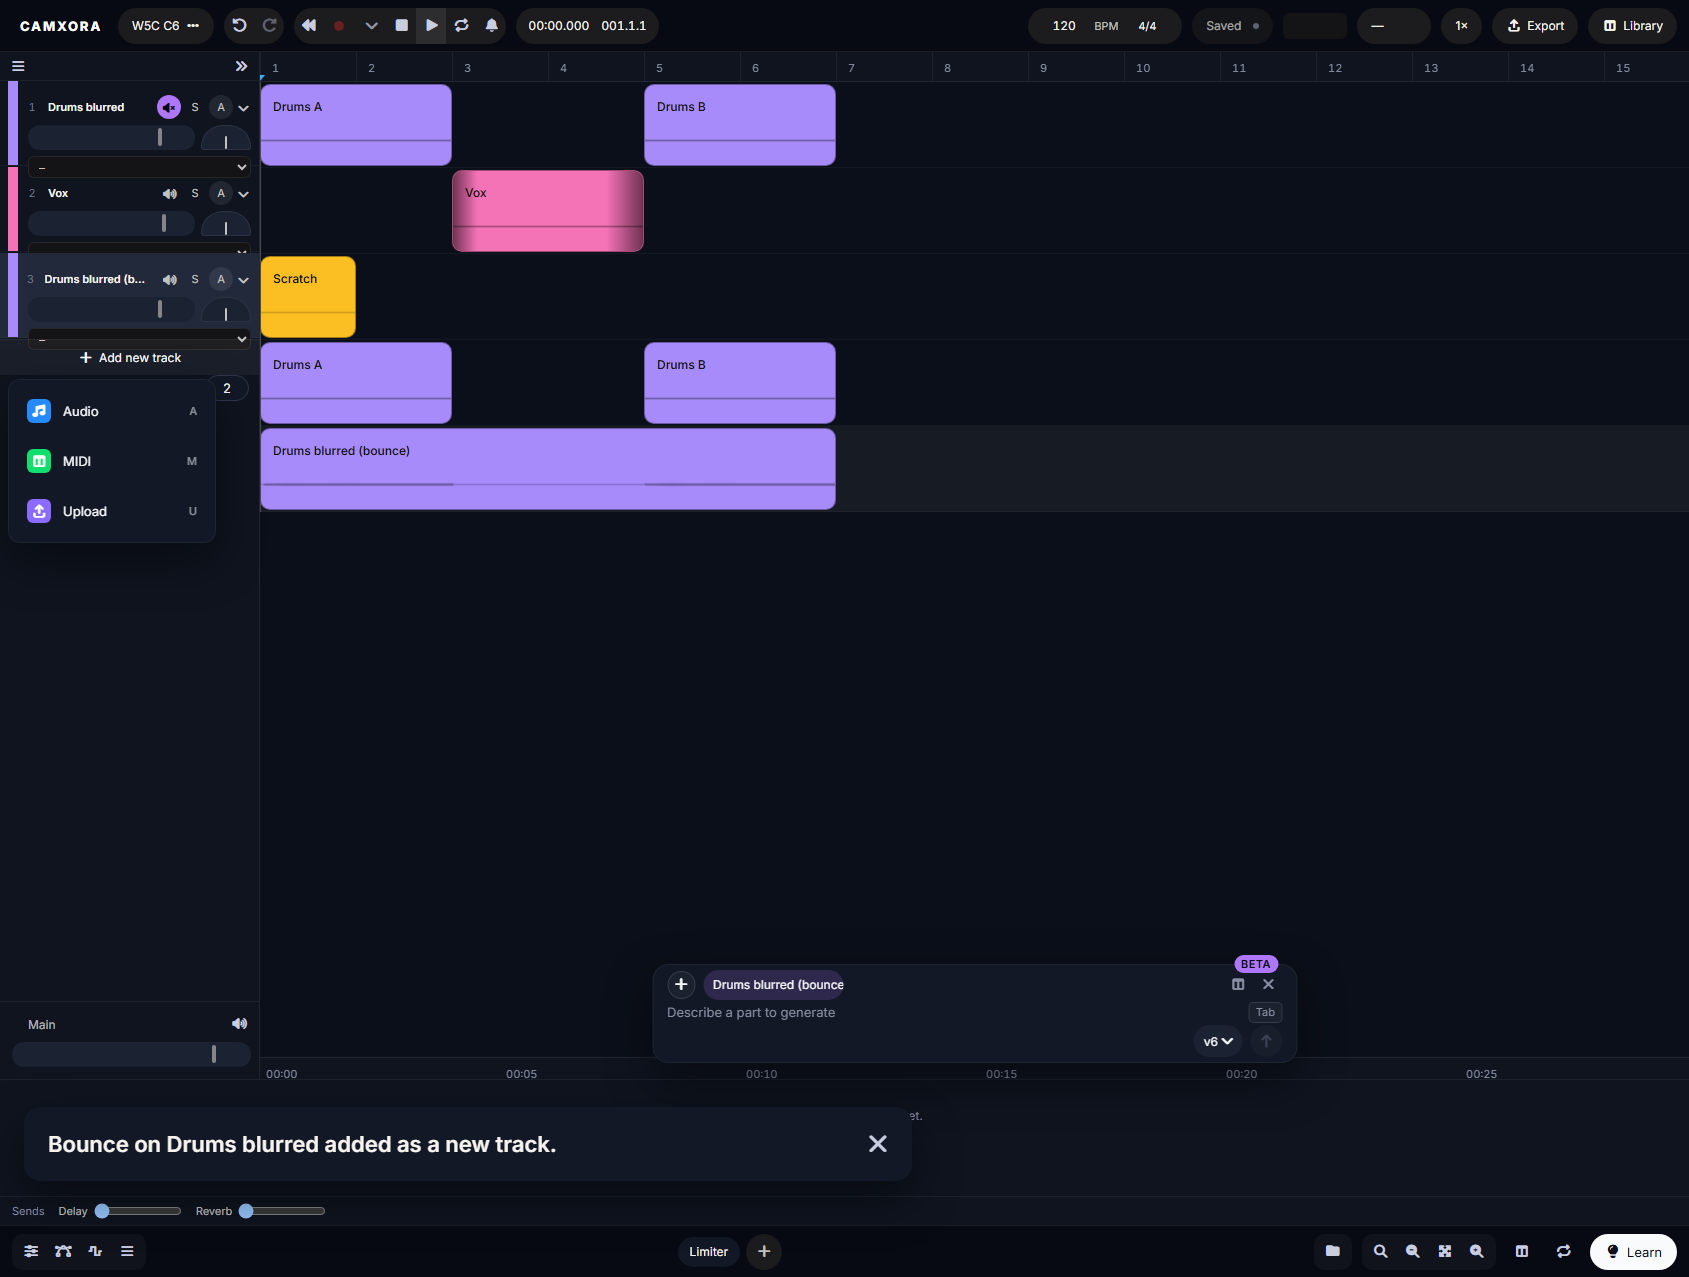 CAMXORA
W5C C6
00:00.000 001.1.1
120 BPM 4/4
Saved
—
1×
Export
Library
1 2 3 4 5 6 7 8 9 10 11 12 13 14 15
1 Drums blurred S A
–
2 Vox S A
3 Drums blurred (b... S A
–
Add new track
2
Audio A
MIDI M
Upload U
Drums A
Drums B
Vox
Scratch
Drums A
Drums B
Drums blurred (bounce)
BETA
Drums blurred (bounce
Describe a part to generate
Tab
v6
Main
00:00 00:05 00:10 00:15 00:20 00:25
et.
Bounce on Drums blurred added as a new track.
Sends Delay Reverb
Limiter
Learn